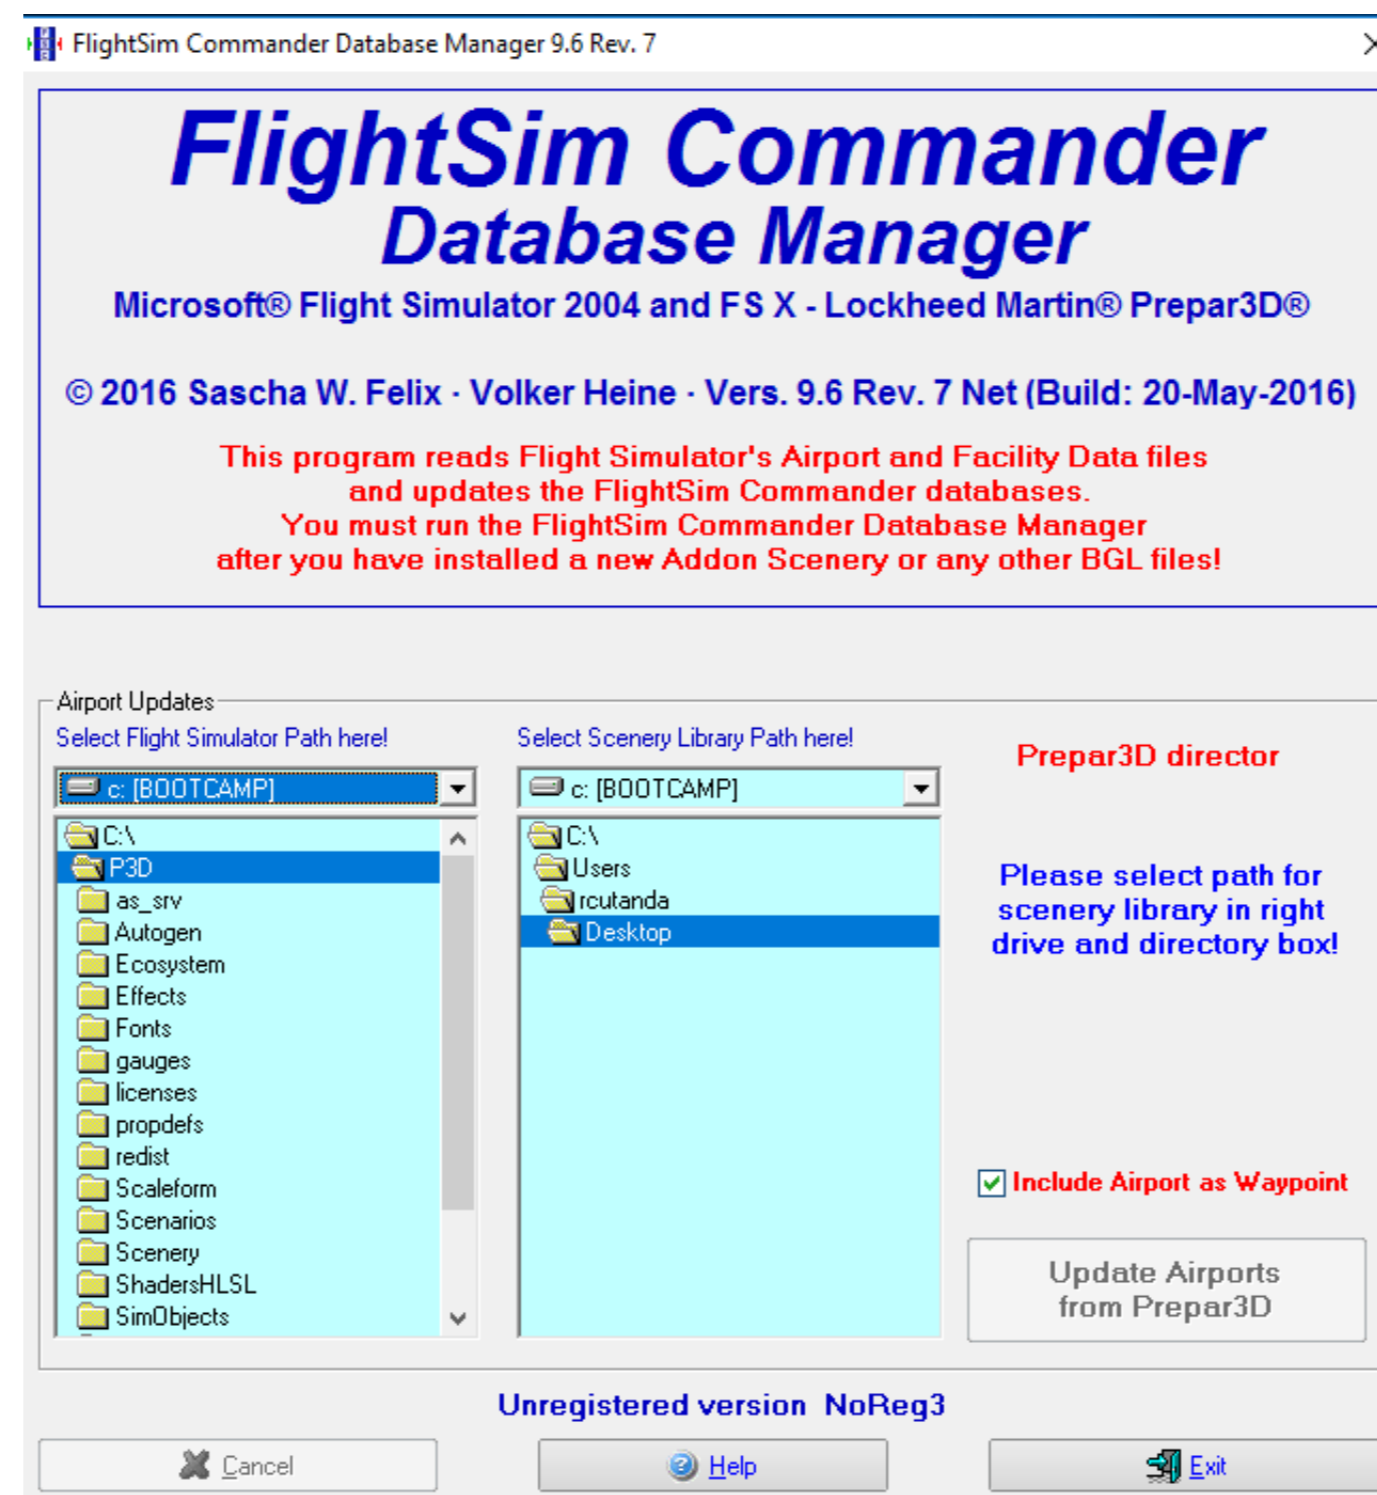 FlightSim Commander Database Manager 9.6 Rev. 7
FlightSim Commander
Database Manager
Microsoft® Flight Simulator 2004 and FS X - Lockheed Martin® Prepar3D®
© 2016 Sascha W. Felix · Volker Heine · Vers. 9.6 Rev. 7 Net (Build: 20-May-2016)
This program reads Flight Simulator's Airport and Facility Data files
and updates the FlightSim Commander databases.
You must run the FlightSim Commander Database Manager
after you have installed a new Addon Scenery or any other BGL files!
Airport Updates
Select Flight Simulator Path here!
c: [BOOTCAMP]
C:\
P3D
as_srv
Autogen
Ecosystem
Effects
Fonts
gauges
licenses
propdefs
redist
Scaleform
Scenarios
Scenery
ShadersHLSL
SimObjects
Select Scenery Library Path here!
c: [BOOTCAMP]
C:\
Users
rcutanda
Desktop
Prepar3D director
Please select path for
scenery library in right
drive and directory box!
Include Airport as Waypoint
Update Airports
from Prepar3D
Unregistered version NoReg3
Cancel
Help
Exit